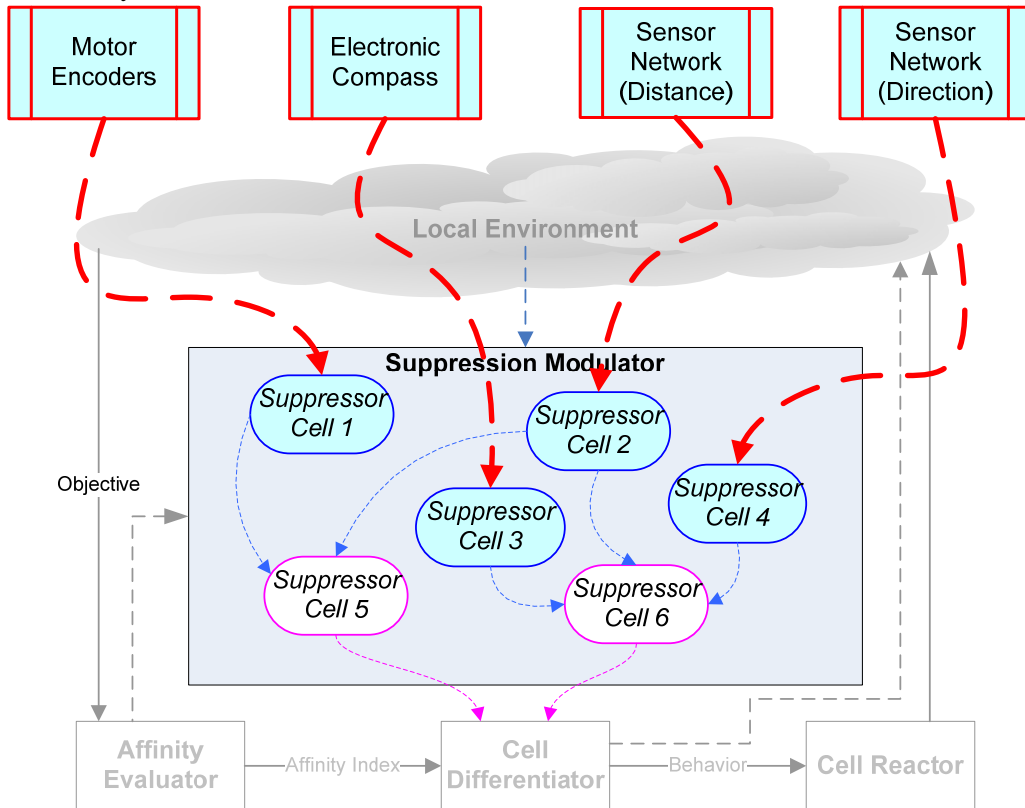 Motor
Encoders
Electronic
Compass
Sensor
Network
(Distance)
Sensor
Network
(Direction)
Local Environment
Suppression Modulator
Suppressor
Cell 1
Suppressor
Cell 2
Suppressor
Cell 3
Suppressor
Cell 4
Objective
Suppressor
Cell 5
Suppressor
Cell 6
Affinity
Evaluator
Affinity Index
Cell
Differentiator
Behavior
Cell Reactor